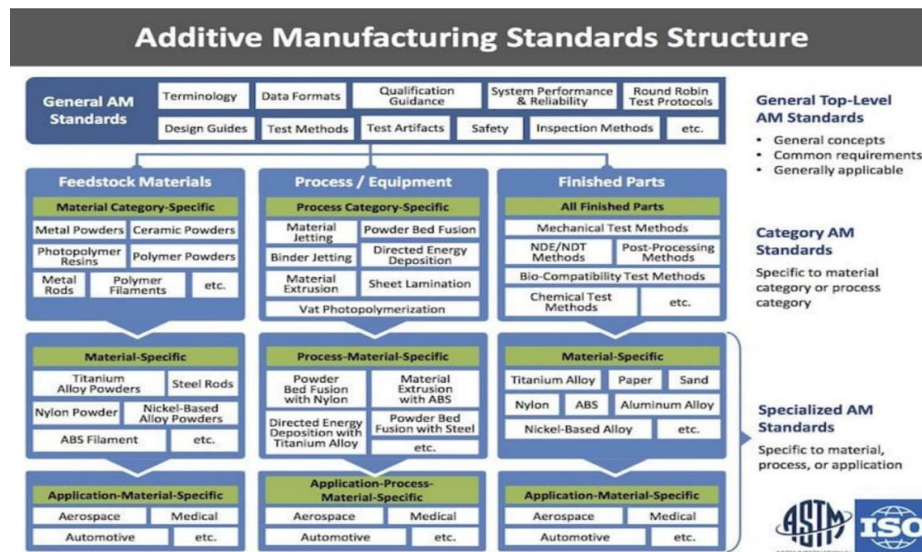 Additive Manufacturing Standards Structure
General AM
Standards
Terminology
Data Formats
Qualification
Guidance
System Performance
& Reliability
Round Robin
Test Protocols
Design Guides
Test Methods
Test Artifacts
Safety
Inspection Methods
etc.
General Top-Level
AM Standards
• General concepts
• Common requirements
• Generally applicable
Feedstock Materials
Material Category-Specific
Metal Powders
Ceramic Powders
Photopolymer
Resins
Polymer Powders
Metal
Rods
Polymer
Filaments
etc.
Process / Equipment
Process Category-Specific
Material
Jetting
Powder Bed Fusion
Binder Jetting
Directed Energy
Deposition
Material
Extrusion
Sheet Lamination
Vat Photopolymerization
Finished Parts
All Finished Parts
Mechanical Test Methods
NDE/NDT
Methods
Post-Processing
Methods
Bio-Compatibility Test Methods
Chemical Test
Methods
etc.
Category AM
Standards
Specific to material
category or process
category
Material-Specific
Titanium
Alloy Powders
Steel Rods
Nylon Powder
Nickel-Based
Alloy Powders
ABS Filament
etc.
Process-Material-Specific
Powder
Bed Fusion
with Nylon
Material
Extrusion
with ABS
Directed Energy
Deposition with
Titanium Alloy
Powder Bed
Fusion with Steel
etc.
Material-Specific
Titanium Alloy
Paper
Sand
Nylon
ABS
Aluminum Alloy
Nickel-Based Alloy
etc.
Specialized AM
Standards
Specific to material,
process, or application
Application-Material-Specific
Aerospace
Medical
Automotive
etc.
Application-Process-
Material-Specific
Aerospace
Medical
Automotive
etc.
Application-Material-Specific
Aerospace
Medical
Automotive
etc.
ASTM
ISO